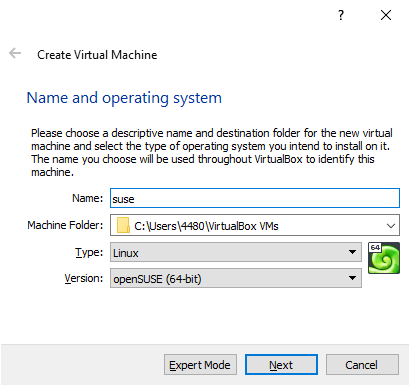 ?
Create Virtual Machine
Name and operating system
Please choose a descriptive name and destination folder for the new virtual
machine and select the type of operating system you intend to install on it.
The name you choose will be used throughout VirtualBox to identify this
machine.
Name: suse
Machine Folder: C:\Users\4480\VirtualBox VMs
Type: Linux
64
Version: openSUSE (64-bit)
Expert Mode Next Cancel